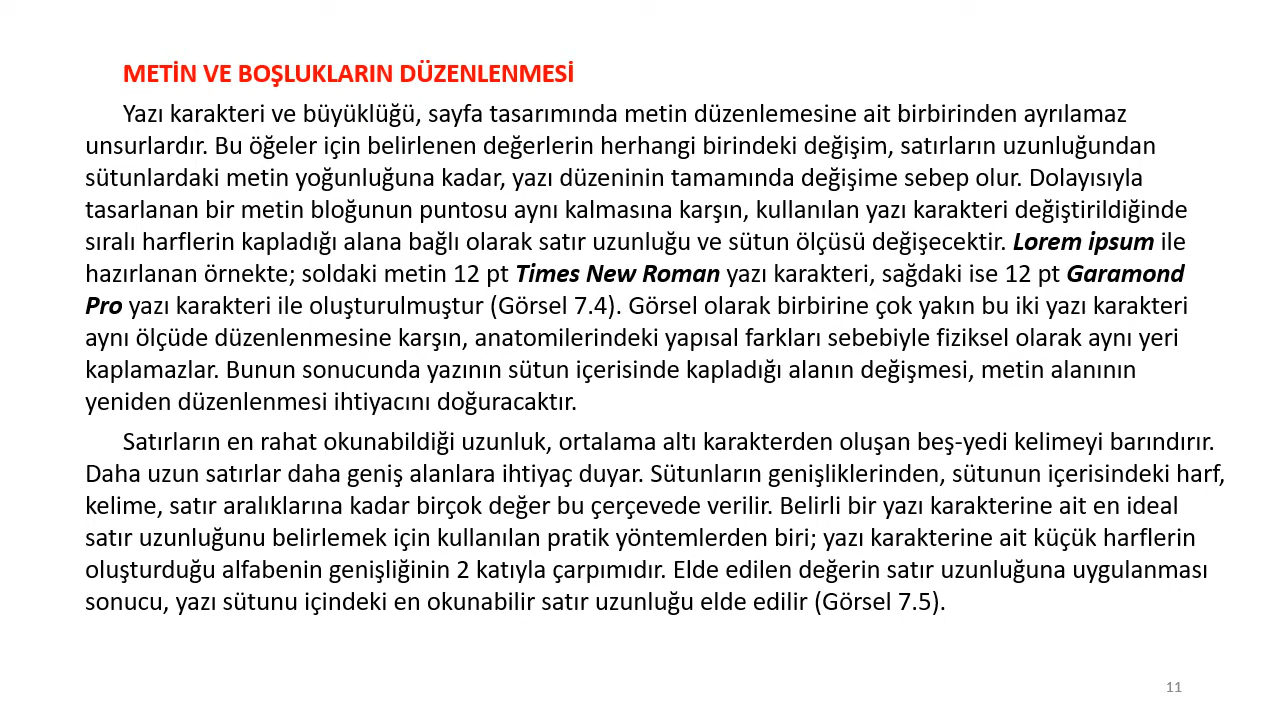 METİN VE BOŞLUKLARIN DÜZENLENMESİ
Yazı karakteri ve büyüklüğü, sayfa tasarımında metin düzenlemesine ait birbirinden ayrılamaz
unsurlardır. Bu öğeler için belirlenen değerlerin herhangi birindeki değişim, satırların uzunluğundan
sütunlardaki metin yoğunluğuna kadar, yazı düzeninin tamamında değişime sebep olur. Dolayısıyla
tasarlanan bir metin bloğunun puntosu aynı kalmasına karşın, kullanılan yazı karakteri değiştirildiğinde
sıralı harflerin kapladığı alana bağlı olarak satır uzunluğu ve sütun ölçüsü değişecektir. Lorem ipsum ile
hazırlanan örnekte; soldaki metin 12 pt Times New Roman yazı karakteri, sağdaki ise 12 pt Garamond
Pro yazı karakteri ile oluşturulmuştur (Görsel 7.4). Görsel olarak birbirine çok yakın bu iki yazı karakteri
aynı ölçüde düzenlenmesine karşın, anatomilerindeki yapısal farkları sebebiyle fiziksel olarak aynı yeri
kaplamazlar. Bunun sonucunda yazının sütun içerisinde kapladığı alanın değişmesi, metin alanının
yeniden düzenlenmesi ihtiyacını doğuracaktır.
Satırların en rahat okunabildiği uzunluk, ortalama altı karakterden oluşan beş-yedi kelimeyi barındırır.
Daha uzun satırlar daha geniş alanlara ihtiyaç duyar. Sütunların genişliklerinden, sütunun içerisindeki harf,
kelime, satır aralıklarına kadar birçok değer bu çerçevede verilir. Belirli bir yazı karakterine ait en ideal
satır uzunluğunu belirlemek için kullanılan pratik yöntemlerden biri; yazı karakterine ait küçük harflerin
oluşturduğu alfabenin genişliğinin 2 katıyla çarpımıdır. Elde edilen değerin satır uzunluğuna uygulanması
sonucu, yazı sütunu içindeki en okunabilir satır uzunluğu elde edilir (Görsel 7.5).
11